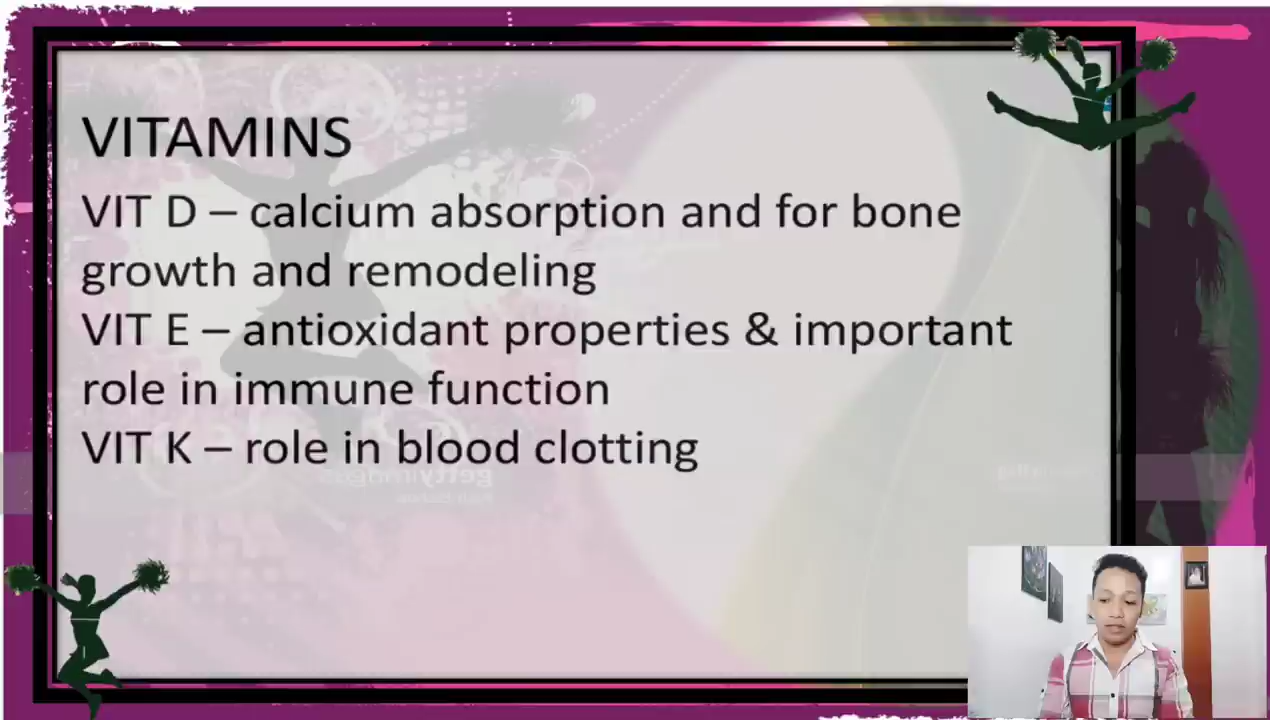 VITAMINS
VIT D – calcium absorption and for bone
growth and remodeling
VIT E – antioxidant properties & important
role in immune function
VIT K – role in blood clotting
gettyimages